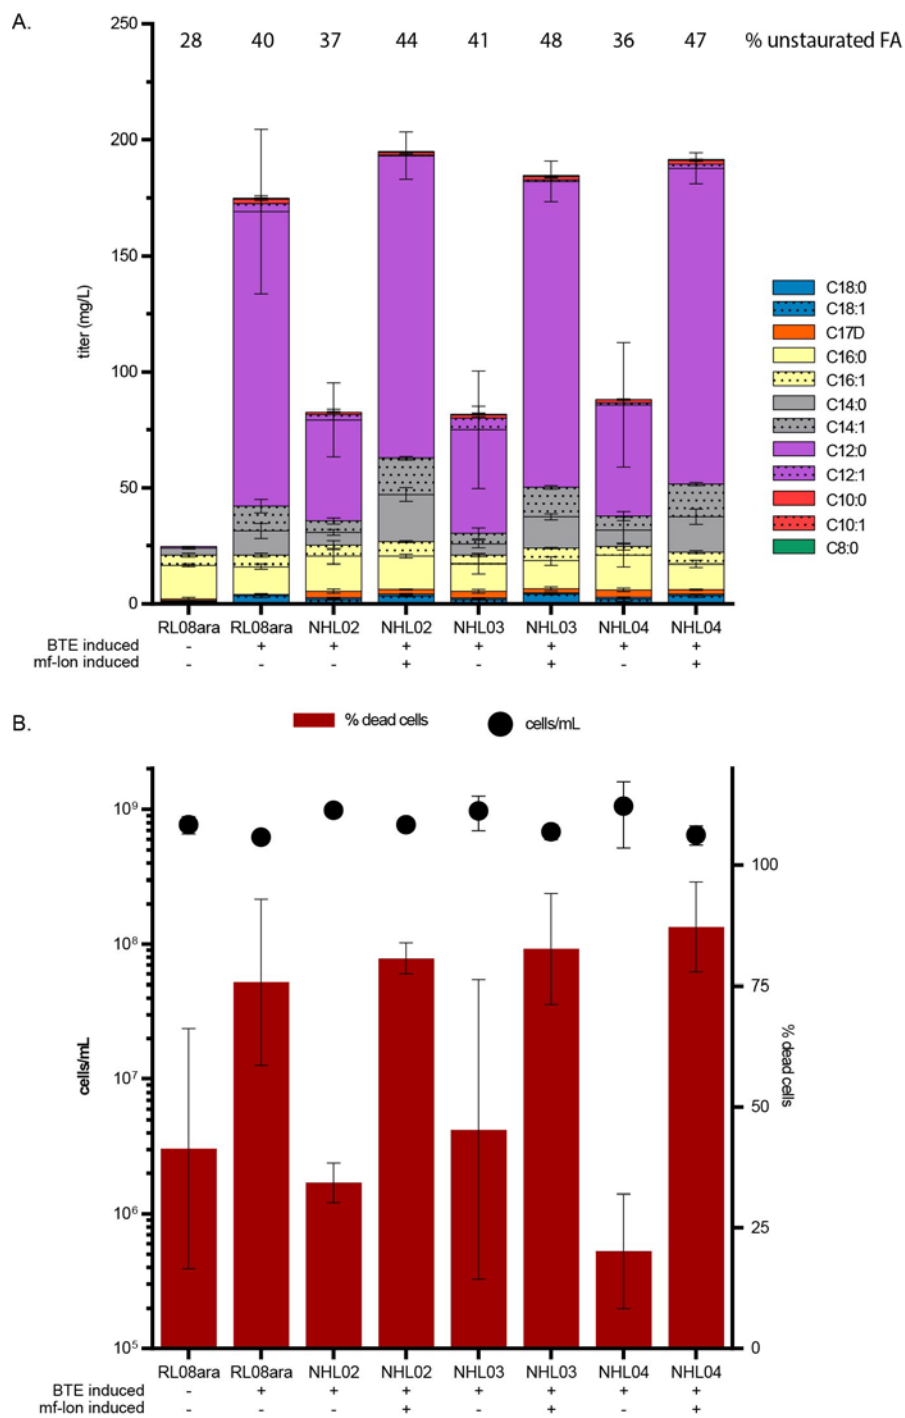 A.
28 40 37 44 41 48 36 47 % unstaurated FA
250
200
150
100
50
0
titer (mg/L)
C18:0
C18:1
C17D
C16:0
C16:1
C14:0
C14:1
C12:0
C12:1
C10:0
C10:1
C8:0
RL08ara RL08ara NHL02 NHL02 NHL03 NHL03 NHL04 NHL04
BTE induced - + + + + + + +
mf-lon induced - - - + - + - +
B.
% dead cells cells/mL
10⁹
10⁸
10⁷
10⁶
10⁵
cells/mL
100
75
50
25
0
% dead cells
RL08ara RL08ara NHL02 NHL02 NHL03 NHL03 NHL04 NHL04
BTE induced - + + + + + + +
mf-lon induced - - - + - + - +